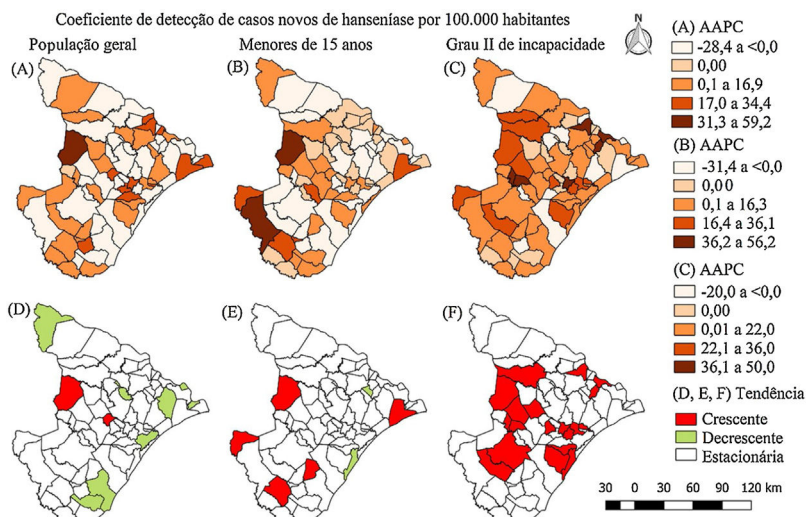 Coeficiente de detecção de casos novos de hanseníase por 100.000 habitantes
População geral
Menores de 15 anos
Grau II de incapacidade
N
(A)
(B)
(C)
(A) AAPC
-28,4 a <0,0
0,00
0,1 a 16,9
17,0 a 34,4
31,3 a 59,2
(B) AAPC
-31,4 a <0,0
0,00
0,1 a 16,3
16,4 a 36,1
36,2 a 56,2
(C) AAPC
-20,0 a <0,0
0,00
0,01 a 22,0
22,1 a 36,0
36,1 a 50,0
(D)
(E)
(F)
(D, E, F) Tendência
Crescente
Decrescente
Estacionária
30 0 30 60 90 120 km